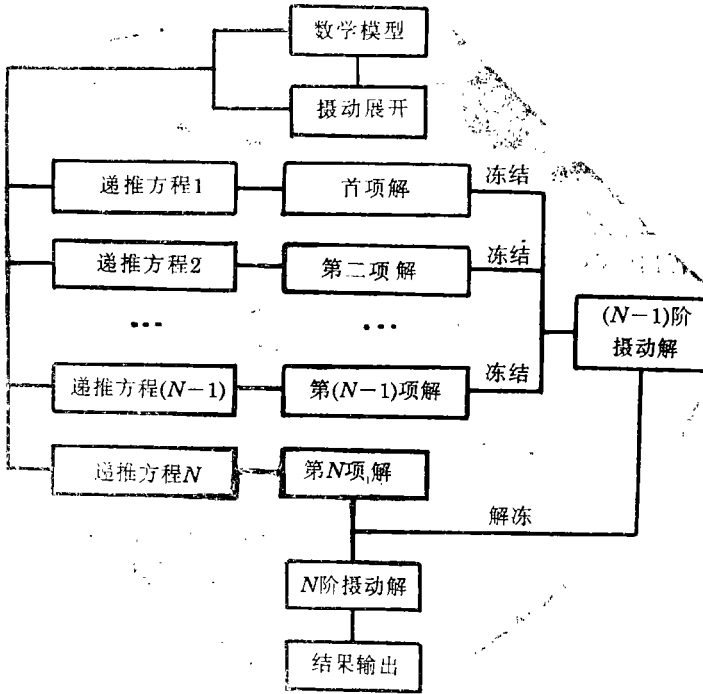 数学模型
摄动展开
递推方程1
首项解
冻结
递推方程2
第二项解
冻结
...
...
(N-1)阶
摄动解
递推方程(N-1)
第(N-1)项解
冻结
递推方程N
第N项解
解冻
N阶摄动解
结果输出